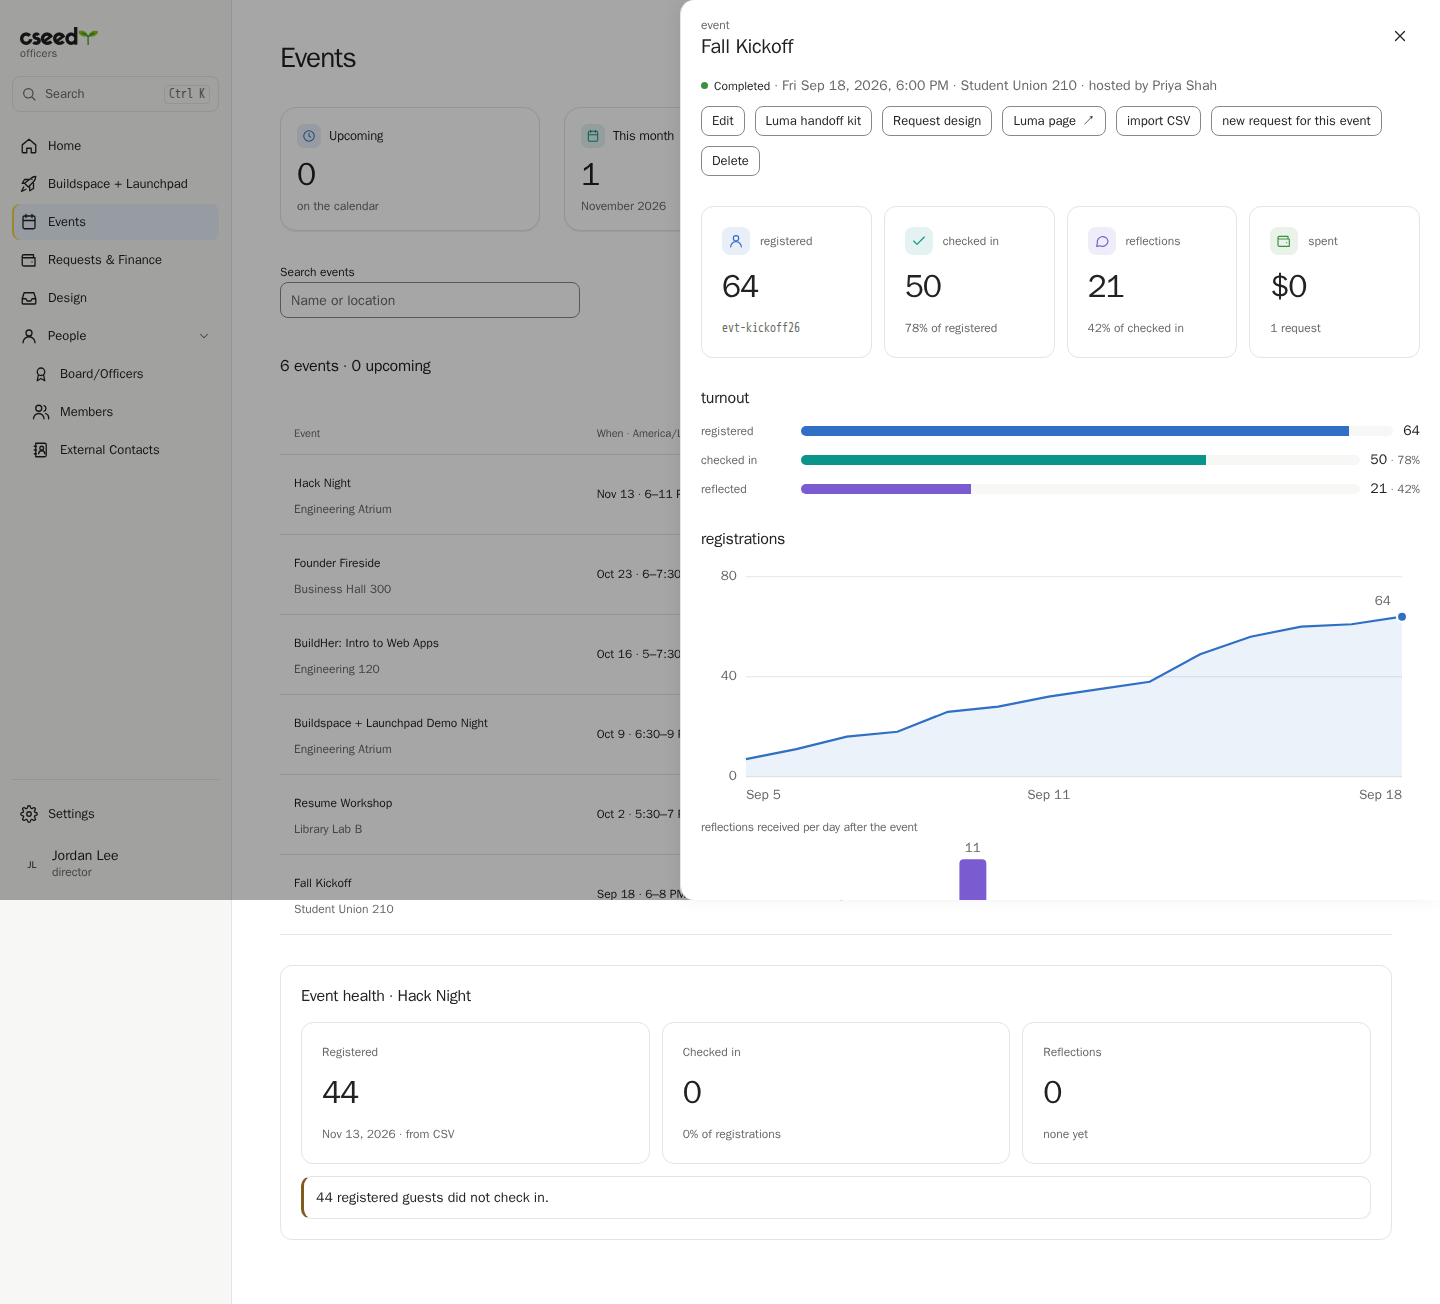 cseed
officers
Search Ctrl K
Home
Buildspace + Launchpad
Events
Requests & Finance
Design
People
Board/Officers
Members
External Contacts
Settings
JL Jordan Lee
director
Events
Upcoming
0
on the calendar
This month
1
November 2026
Search events
Name or location
6 events · 0 upcoming
Event When · America/L
Hack Night
Engineering Atrium
Nov 13 · 6–11 P
Founder Fireside
Business Hall 300
Oct 23 · 6–7:30
BuildHer: Intro to Web Apps
Engineering 120
Oct 16 · 5–7:30
Buildspace + Launchpad Demo Night
Engineering Atrium
Oct 9 · 6:30–9 P
Resume Workshop
Library Lab B
Oct 2 · 5:30–7 P
Fall Kickoff
Student Union 210
Sep 18 · 6–8 PM
Event health · Hack Night
Registered
44
Nov 13, 2026 · from CSV
Checked in
0
0% of registrations
Reflections
0
none yet
44 registered guests did not check in.
event
Fall Kickoff
Completed · Fri Sep 18, 2026, 6:00 PM · Student Union 210 · hosted by Priya Shah
Edit Luma handoff kit Request design Luma page ↗ import CSV new request for this event
Delete
registered
64
evt-kickoff26
checked in
50
78% of registered
reflections
21
42% of checked in
spent
$0
1 request
turnout
registered 64
checked in 50 · 78%
reflected 21 · 42%
registrations
80
64
40
0
Sep 5 Sep 11 Sep 18
reflections received per day after the event
11